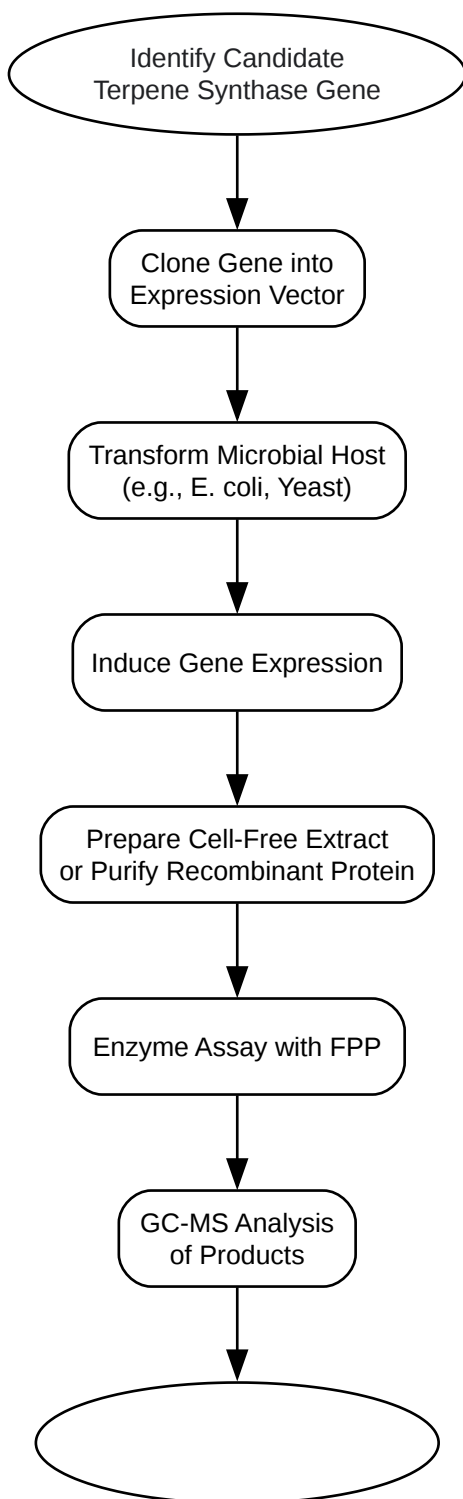 Identify Candidate
Terpene Synthase Gene
Clone Gene into
Expression Vector
Transform Microbial Host
(e.g., E. coli, Yeast)
Induce Gene Expression
Prepare Cell-Free Extract
or Purify Recombinant Protein
Enzyme Assay with FPP
GC-MS Analysis
of Products